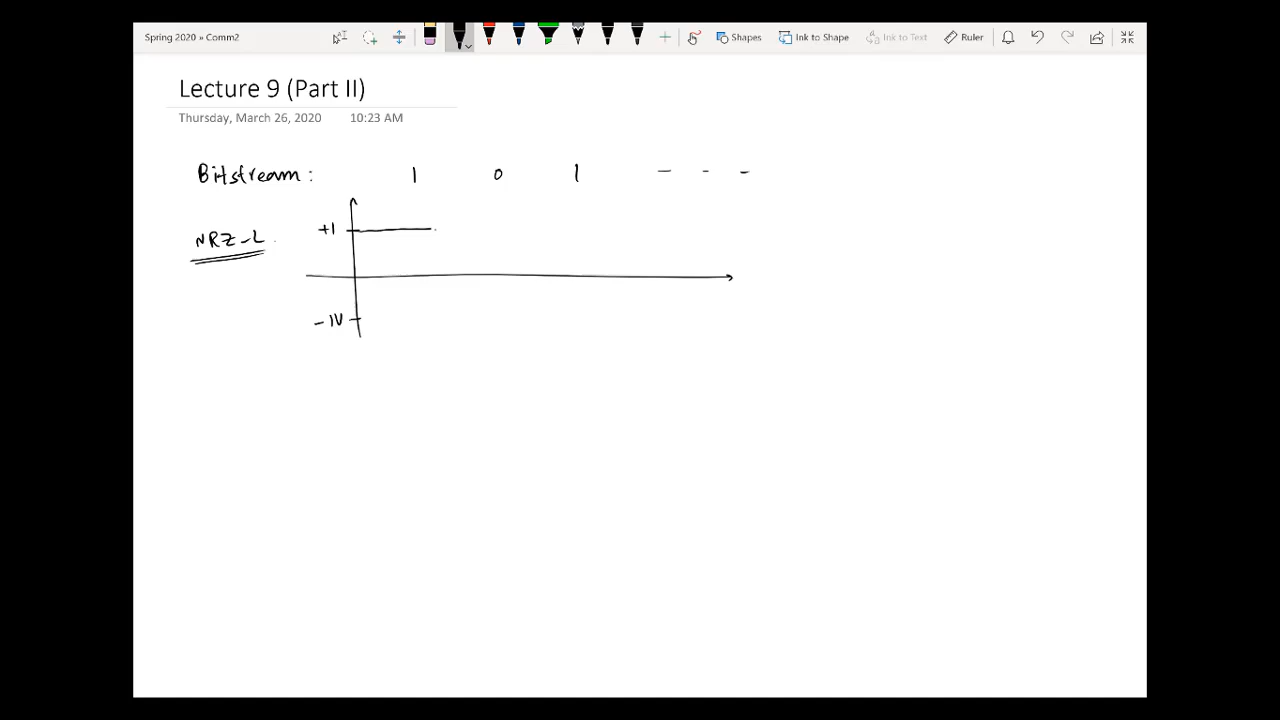 Spring 2020 » Comm2
Shapes
Ink to Shape
Ink to Text
Ruler
Lecture 9 (Part II)
Thursday, March 26, 2020 10:23 AM
Bitstream : 1 0 1 - - -
+1
NRZ-L
-1V